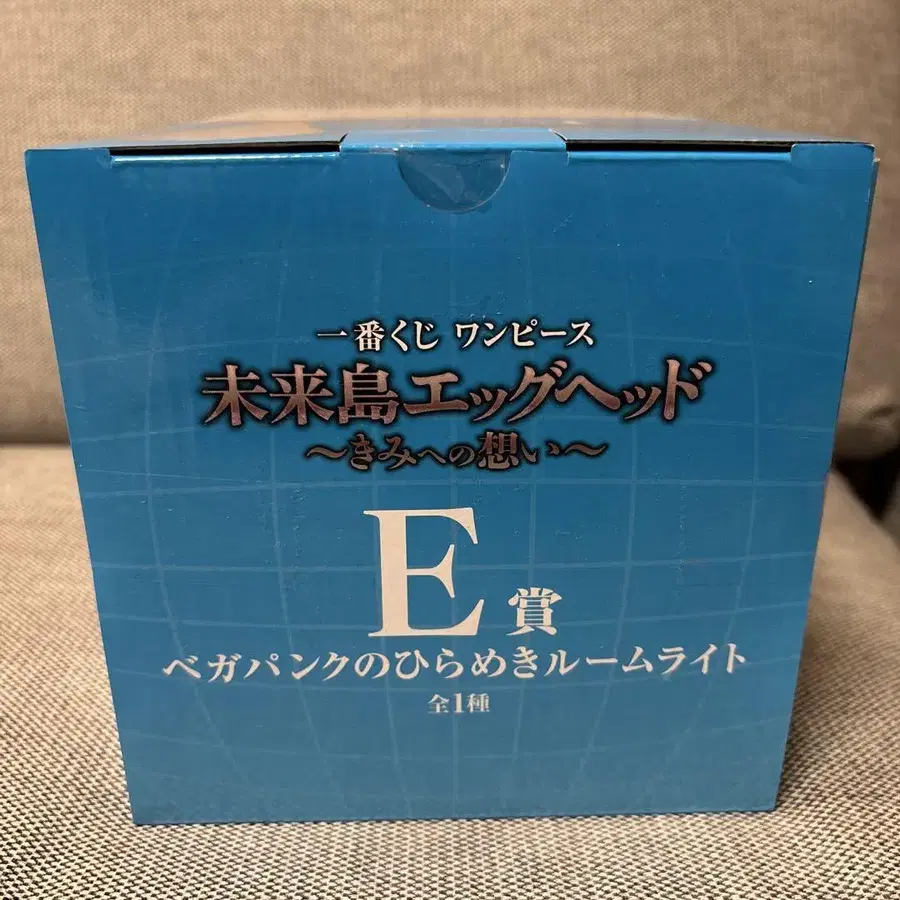 一番くじ ワンピース
未来島エッグヘッド
～きみへの想い～
E賞
ベガパンクのひらめきルームライト
全1種